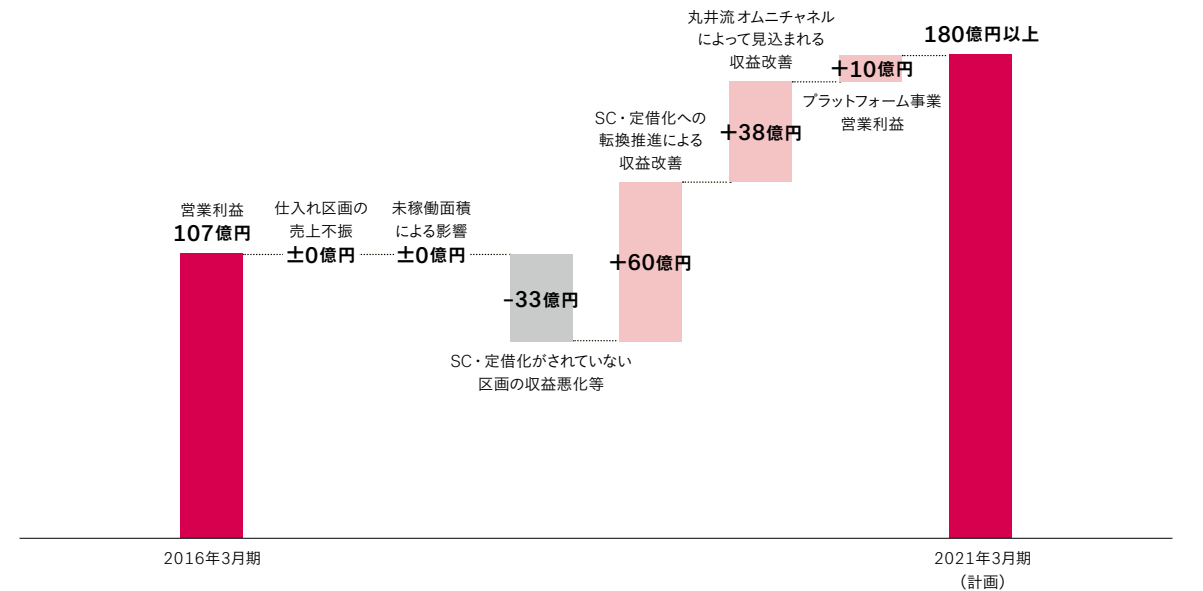 営業利益
107億円
仕入れ区画の
売上不振
±0億円
未稼働面積
による影響
±0億円
–33億円
SC・定借化がされていない
区画の収益悪化等
SC・定借化への
転換推進による
収益改善
+60億円
丸井流オムニチャネル
によって見込まれる
収益改善
+38億円
+10億円
プラットフォーム事業
営業利益
180億円以上
2016年3月期
2021年3月期
（計画）